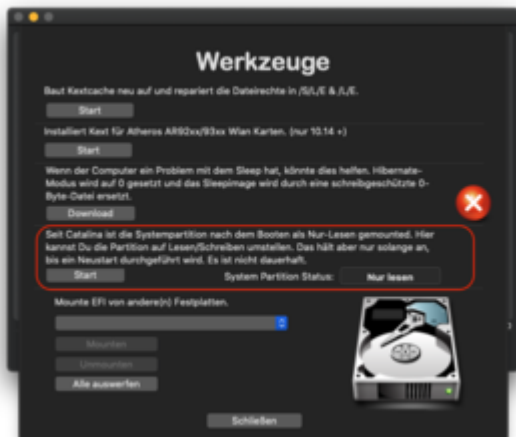 Werkzeuge
Baut Kextcache neu auf und repariert die Dateirechte in /S/L/E & /L/E.
Start
Installiert Kext für Atheros AR92xx/93xx Wlan Karten. (nur 10.14 +)
Start
Wenn der Computer ein Problem mit dem Sleep hat, könnte dies helfen. Hibernate-
Modus wird auf 0 gesetzt und das Sleepimage wird durch eine schreibgeschützte 0-
Byte-Datei ersetzt.
Download
Seit Catalina ist die Systempartition nach dem Booten als Nur-Lesen gemounted. Hier
kannst Du die Partition auf Lesen/Schreiben umstellen. Das hält aber nur solange an,
bis ein Neustart durchgeführt wird. Es ist nicht dauerhaft.
Start
System Partition Status:
Nur lesen
Mounte EFI von andere(n) Festplatten.
Mounten
Unmounten
Alle auswerfen
Schließen